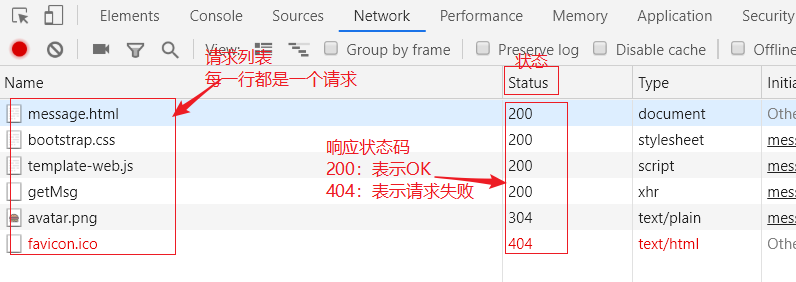 Elements Console Sources Network Performance Memory Application Security
Group by frame Preserve log Disable cache Offline
请求列表
每一行都是一个请求
状态
Name Status Type
message.html 200 document Othe
bootstrap.css 200 stylesheet mes
响应状态码
200：表示OK
404：表示请求失败
template-web.js 200 script mes
getMsg 200 xhr mes
avatar.png 304 text/plain mes
favicon.ico 404 text/html Othe